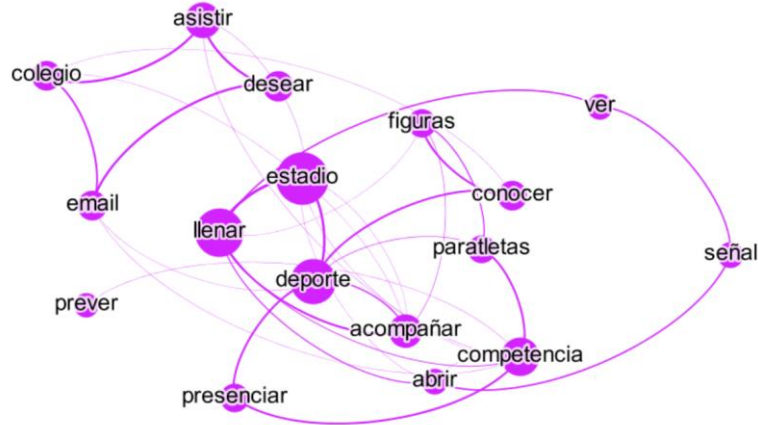 asistir
colegio
desear
ver
figuras
estadio
conocer
email
llenar
paratletas
señal
deporte
prever
acompañar
competencia
abrir
presenciar